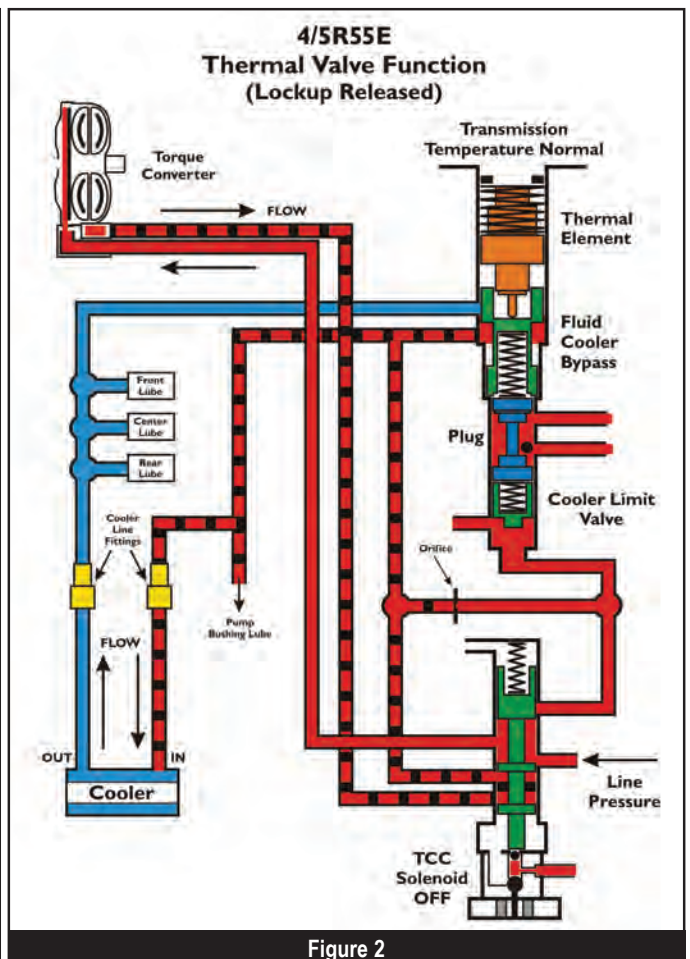 4/5R55E
Thermal Valve Function
(Lockup Released)
Transmission
Temperature Normal
Torque
Converter
FLOW
Thermal
Element
Fluid
Cooler
Bypass
Front
Lube
Center
Lube
Rear
Lube
Plug
Cooler Limit
Valve
Cooler
Line
Fittings
Orifice
Pump
Bushing Lube
FLOW
OUT
IN
Cooler
Line
Pressure
TCC
Solenoid
OFF
Figure 2